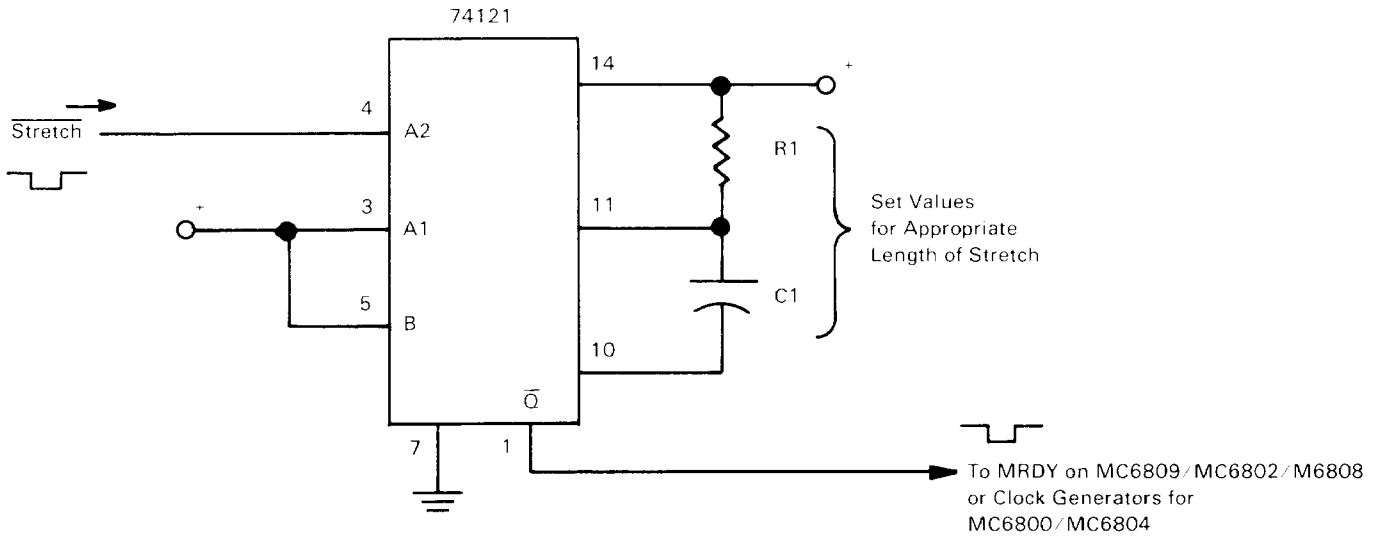 74121
14
+
4
Stretch
A2
R1
+
3
A1
11
Set Values
for Appropriate
Length of Stretch
5
B
C1
10
Q
7
1
To MRDY on MC6809/MC6802/M6808
or Clock Generators for
MC6800/MC6804